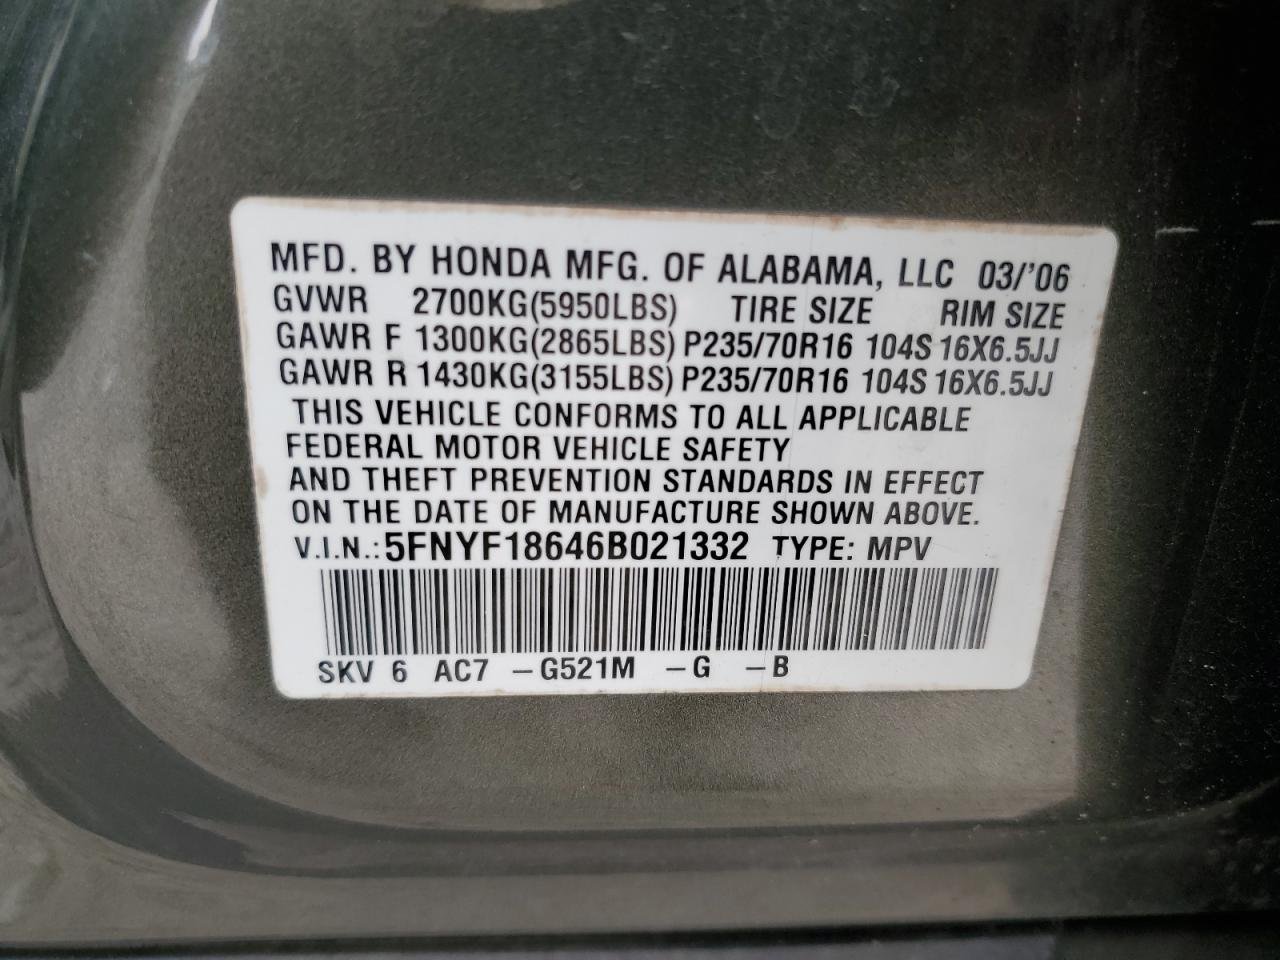 MFD. BY HONDA MFG. OF ALABAMA, LLC 03/'06
GVWR 2700KG(5950LBS) TIRE SIZE RIM SIZE
GAWR F 1300KG(2865LBS) P235/70R16 104S 16X6.5JJ
GAWR R 1430KG(3155LBS) P235/70R16 104S 16X6.5JJ
THIS VEHICLE CONFORMS TO ALL APPLICABLE
FEDERAL MOTOR VEHICLE SAFETY
AND THEFT PREVENTION STANDARDS IN EFFECT
ON THE DATE OF MANUFACTURE SHOWN ABOVE.
V.I.N.: 5FNYF18646B021332 TYPE: MPV
SKV 6 AC7 –G521M –G –B